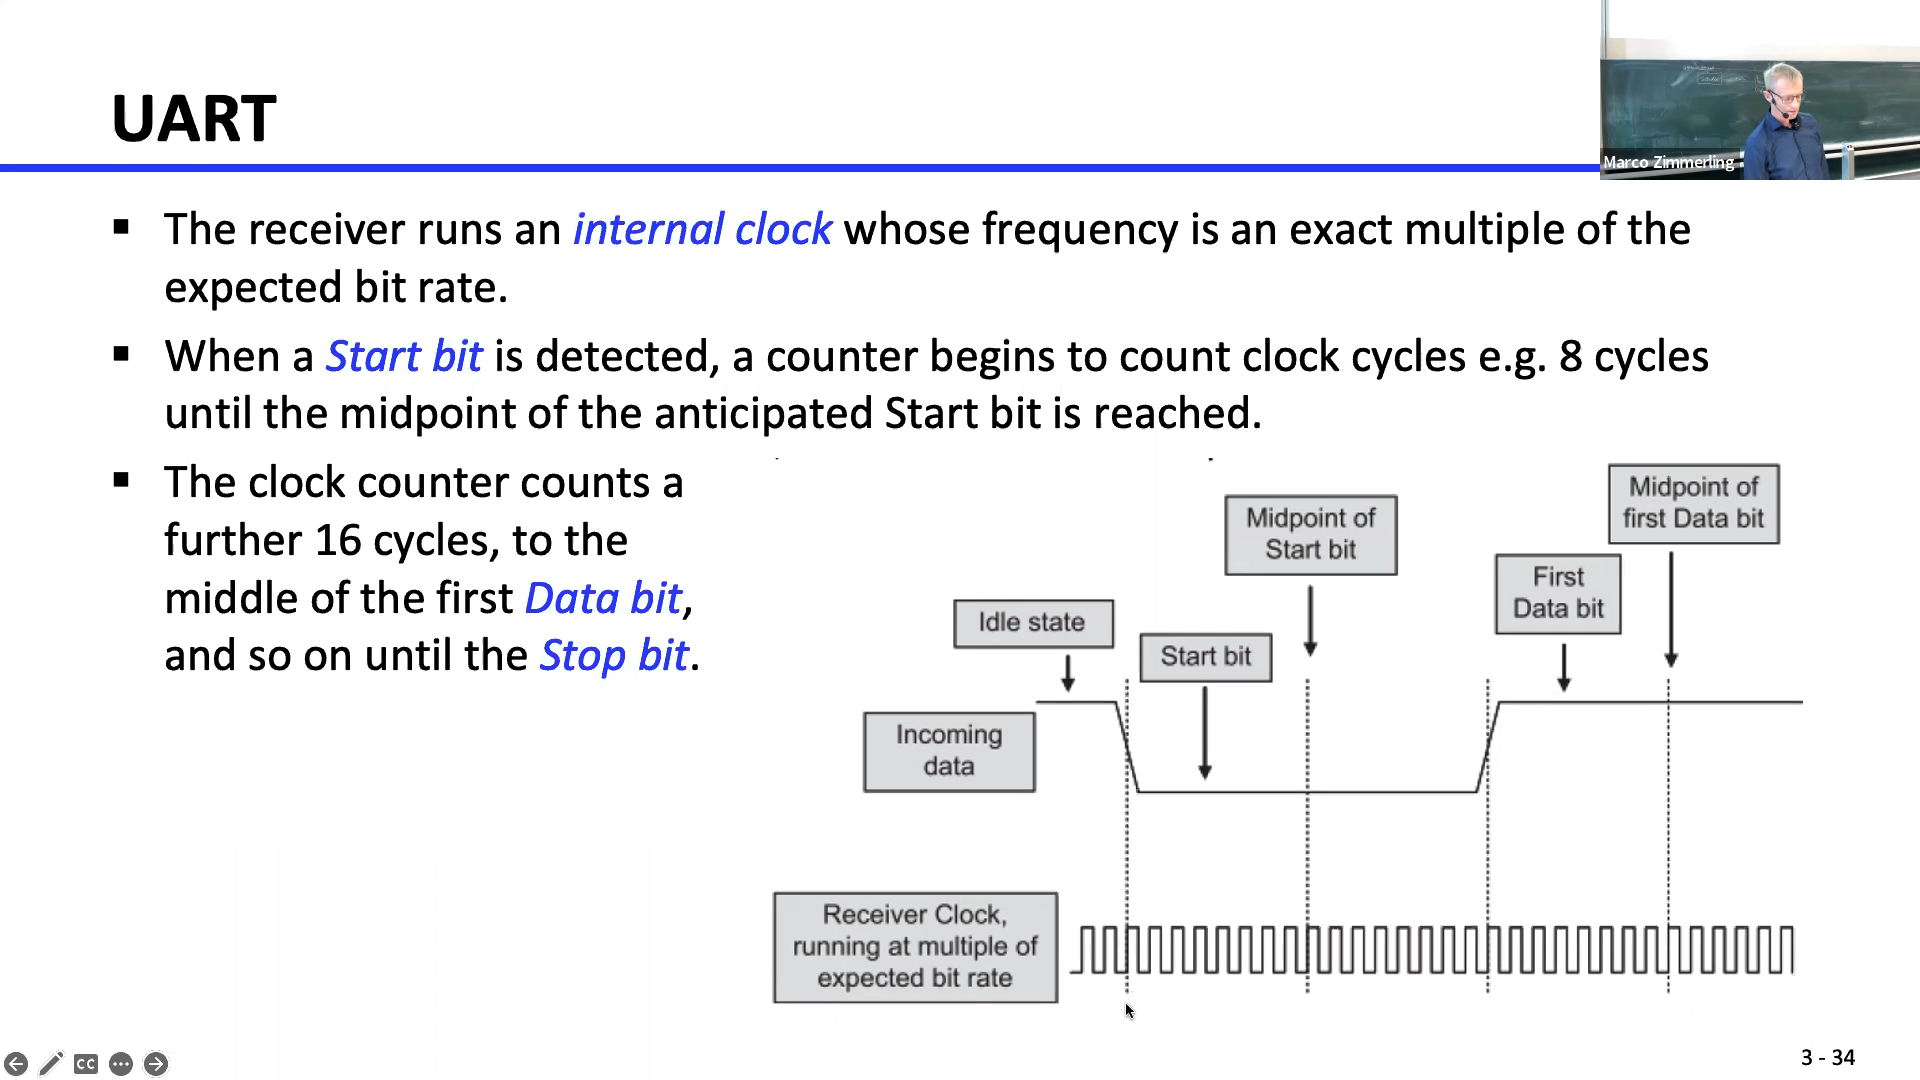 UART
Marco Zimmerling
▪ The receiver runs an internal clock whose frequency is an exact multiple of the
expected bit rate.
▪ When a Start bit is detected, a counter begins to count clock cycles e.g. 8 cycles
until the midpoint of the anticipated Start bit is reached.
▪ The clock counter counts a
further 16 cycles, to the
middle of the first Data bit,
and so on until the Stop bit.
Midpoint of
first Data bit
Midpoint of
Start bit
First
Data bit
Idle state
Start bit
Incoming
data
Receiver Clock,
running at multiple of
expected bit rate
CC
3 - 34